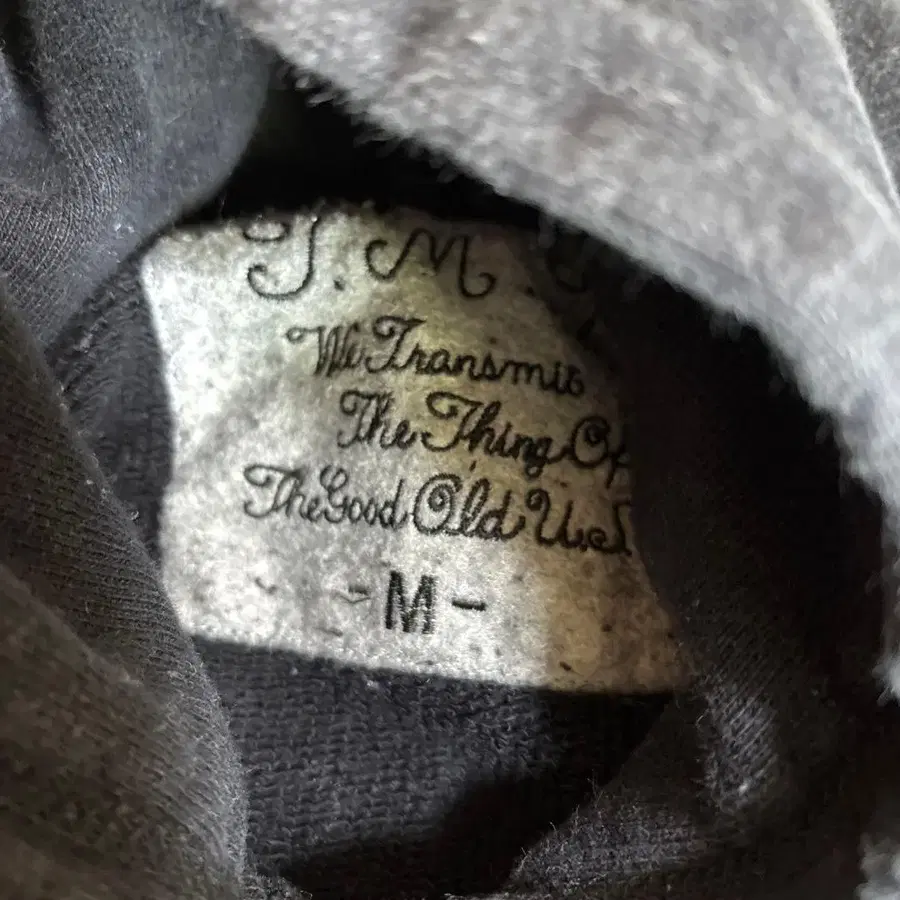 T.M.
We Transmit
The Thing Of
The Good Old U.S.
- M -